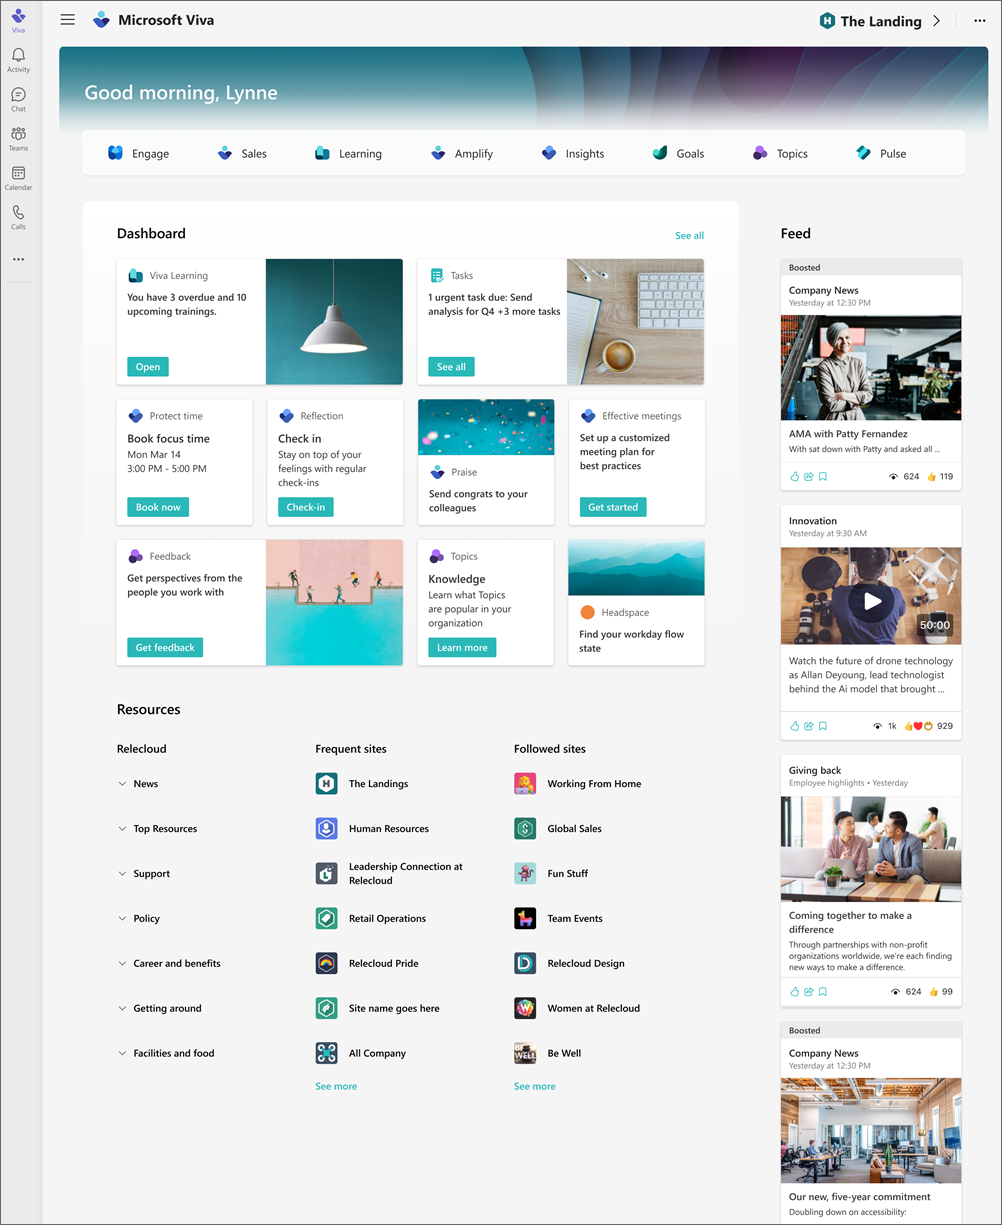 Microsoft Viva
The Landing
Viva
Activity
Chat
Teams
Calendar
Calls
Good morning, Lynne
Engage
Sales
Learning
Amplify
Insights
Goals
Topics
Pulse
Dashboard
See all
Viva Learning
You have 3 overdue and 10
upcoming trainings.
Open
Tasks
1 urgent task due: Send
analysis for Q4 +3 more tasks
See all
Protect time
Book focus time
Mon Mar 14
3:00 PM - 5:00 PM
Book now
Reflection
Check in
Stay on top of your
feelings with regular
check-ins
Check-in
Praise
Send congrats to your
colleagues
Effective meetings
Set up a customized
meeting plan for
best practices
Get started
Feedback
Get perspectives from the
people you work with
Get feedback
Topics
Knowledge
Learn what Topics
are popular in your
organization
Learn more
Headspace
Find your workday flow
state
Resources
Relecloud
News
Top Resources
Support
Policy
Career and benefits
Getting around
Facilities and food
Frequent sites
The Landings
Human Resources
Leadership Connection at
Relecloud
Retail Operations
Relecloud Pride
Site name goes here
All Company
See more
Followed sites
Working From Home
Global Sales
Fun Stuff
Team Events
Relecloud Design
Women at Relecloud
BE WELL
Be Well
See more
Feed
Boosted
Company News
Yesterday at 12:30 PM
AMA with Patty Fernandez
With sat down with Patty and asked all ...
624 119
Innovation
Yesterday at 9:30 AM
50:00
Watch the future of drone technology
as Allan Deyoung, lead technologist
behind the Ai model that brought ...
1k 929
Giving back
Employee highlights • Yesterday
Coming together to make a
difference
Through partnerships with non-profit
organizations worldwide, we're each finding
new ways to make a difference.
624 99
Boosted
Company News
Yesterday at 12:30 PM
Our new, five-year commitment
Doubling down on accessibility: